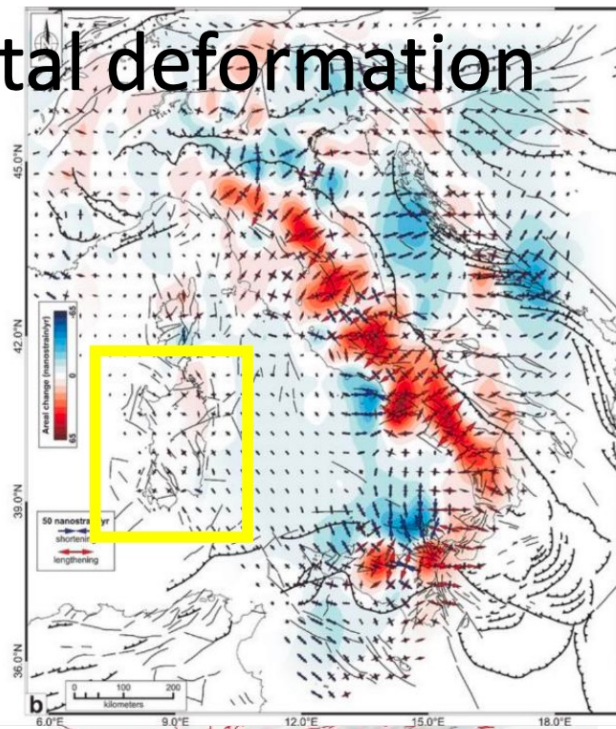 tal deformation
45.0°N
42.0°N
39.0°N
36.0°N
Areal change (nanostrain/yr)
-65
0
65
50 nanostrain/yr
shortening
lengthening
b
0 100 200
kilometers
6.0°E 9.0°E 12.0°E 15.0°E 18.0°E